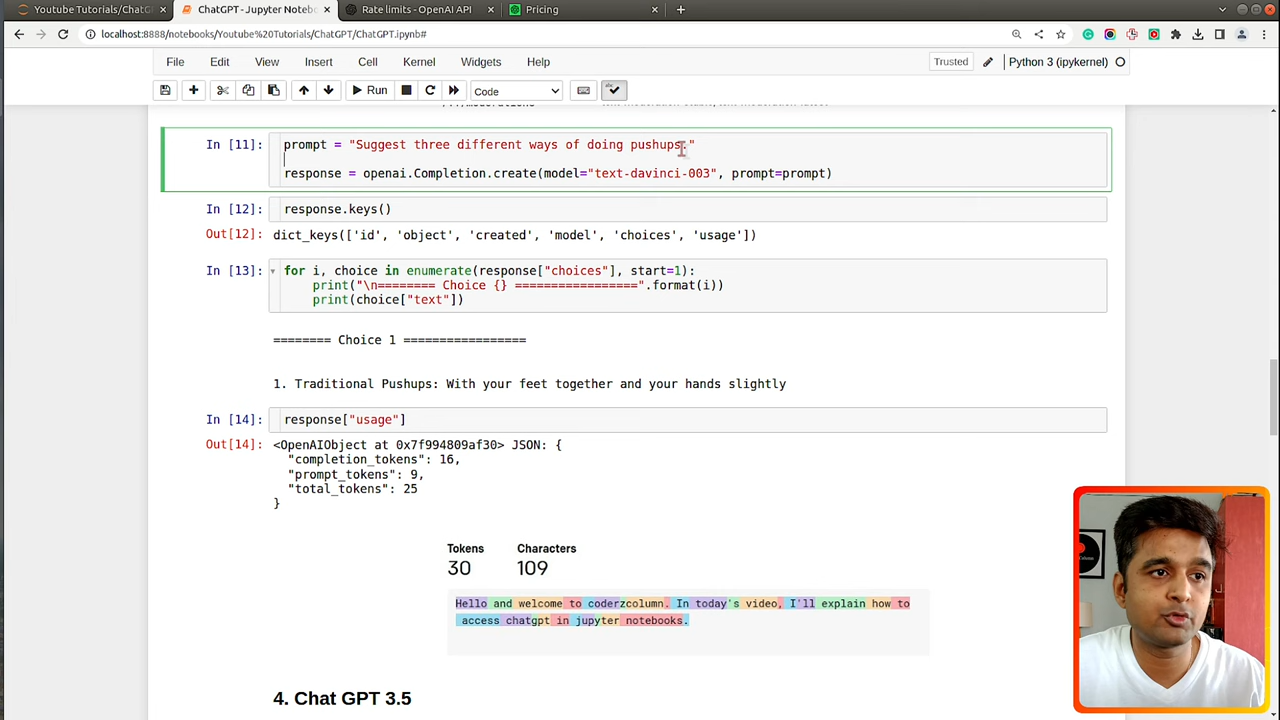 Youtube Tutorials/ChatG
ChatGPT - Jupyter Notebo
Rate limits - OpenAI API
Pricing
localhost:8888/notebooks/Youtube%20Tutorials/ChatGPT/ChatGPT.ipynb#
File Edit View Insert Cell Kernel Widgets Help
Trusted
Python 3 (ipykernel)
Run
Code
In [11]:
prompt = "Suggest three different ways of doing pushups."
response = openai.Completion.create(model="text-davinci-003", prompt=prompt)
In [12]:
response.keys()
Out[12]:
dict_keys(['id', 'object', 'created', 'model', 'choices', 'usage'])
In [13]:
for i, choice in enumerate(response["choices"], start=1):
    print("\n======== Choice {} =================".format(i))
    print(choice["text"])
======== Choice 1 =================
1. Traditional Pushups: With your feet together and your hands slightly
In [14]:
response["usage"]
Out[14]:
<OpenAIObject at 0x7f994809af30> JSON: {
  "completion_tokens": 16,
  "prompt_tokens": 9,
  "total_tokens": 25
}
Tokens Characters
30 109
Hello and welcome to coderzcolumn. In today's video, I'll explain how to
access chatgpt in jupyter notebooks.
4. Chat GPT 3.5